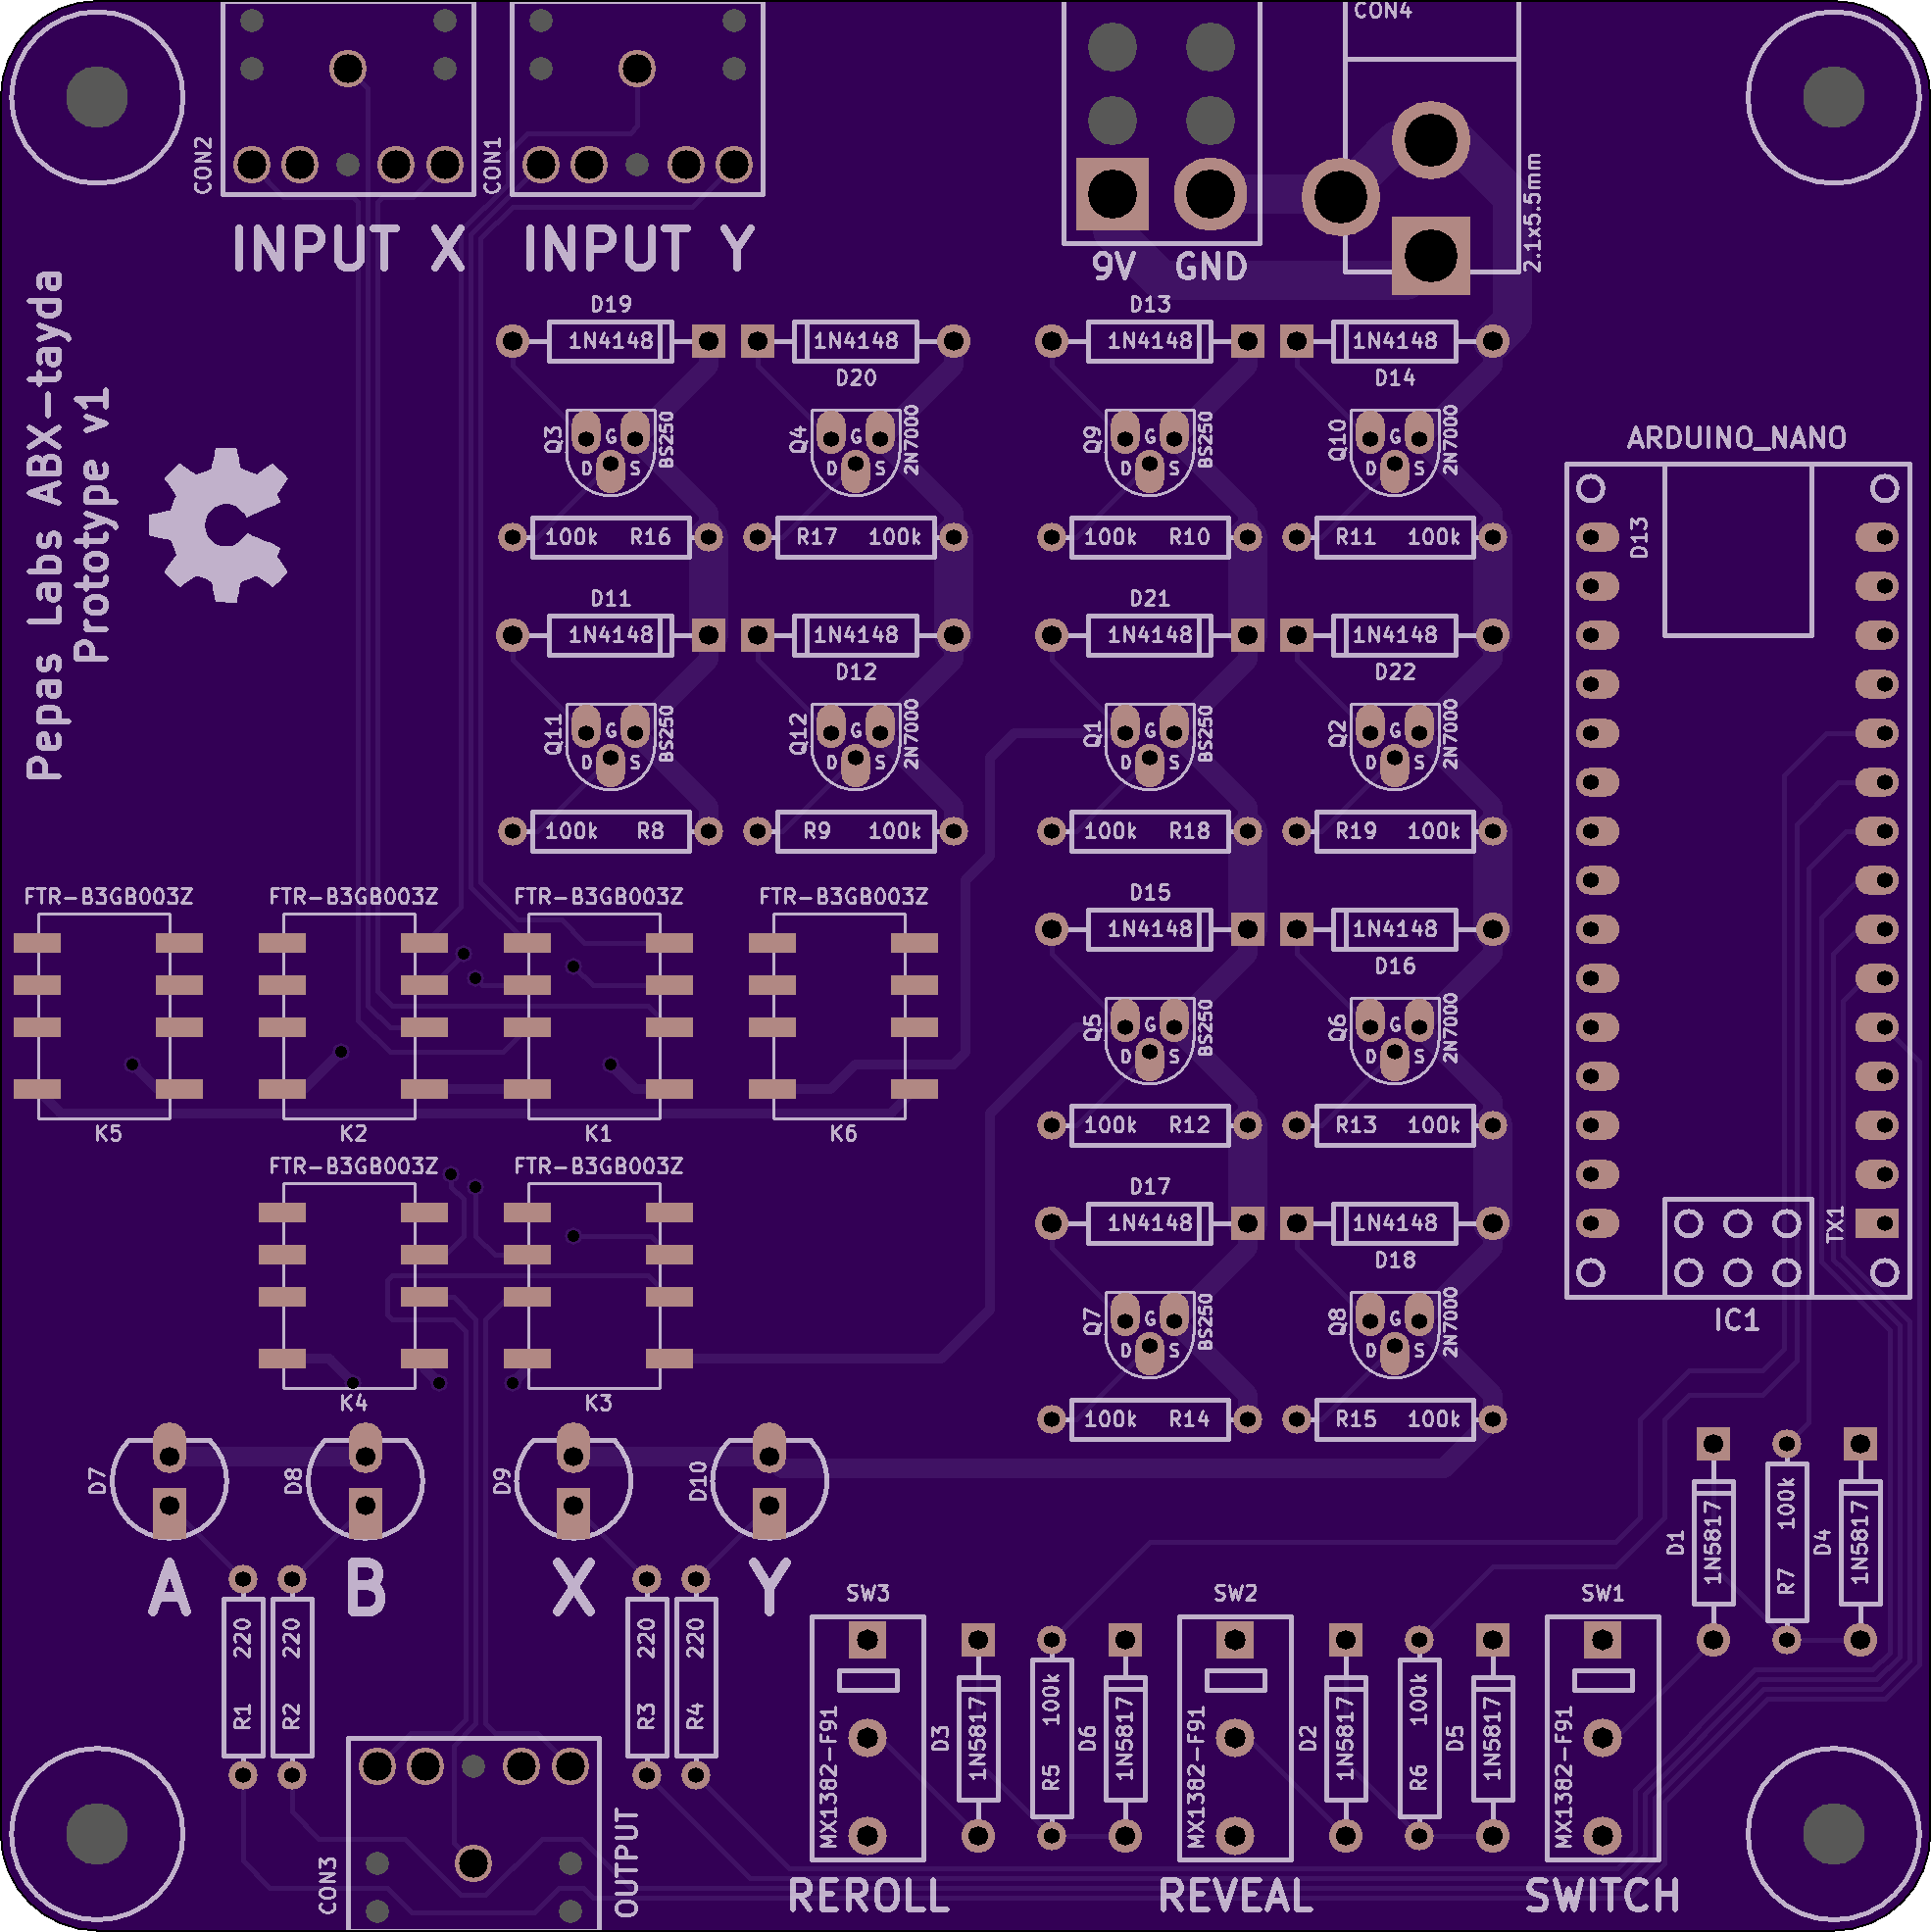 CON4
CON2
CON1
2.1x5.5mm
INPUT X
INPUT Y
9V
GND
Pepas Labs ABX-tayda
Prototype v1
D19
1N4148
1N4148
D20
D13
1N4148
1N4148
D14
Q3
G
D
S
BS250
Q4
G
D
S
2N7000
Q9
G
D
S
BS250
Q10
G
D
S
2N7000
ARDUINO_NANO
D13
100k R16
R17 100k
100k R10
R11 100k
D11
1N4148
1N4148
D12
D21
1N4148
1N4148
D22
Q11
G
D
S
BS250
Q12
G
D
S
2N7000
Q1
G
D
S
BS250
Q2
G
D
S
2N7000
100k R8
R9 100k
100k R18
R19 100k
FTR-B3GB003Z
FTR-B3GB003Z
FTR-B3GB003Z
FTR-B3GB003Z
D15
1N4148
1N4148
D16
Q5
G
D
S
BS250
Q6
G
D
S
2N7000
K5
K2
K1
K6
100k R12
R13 100k
FTR-B3GB003Z
FTR-B3GB003Z
D17
1N4148
1N4148
D18
TX1
IC1
Q7
G
D
S
BS250
Q8
G
D
S
2N7000
K4
K3
100k R14
R15 100k
D7
D8
D9
D10
A
B
X
Y
D1
1N5817
R7 100k
D4
1N5817
SW3
SW2
SW1
R1 220
R2 220
R3 220
R4 220
MX1382-F91
D3
1N5817
R5 100k
D6
1N5817
MX1382-F91
D2
1N5817
R6 100k
D5
1N5817
MX1382-F91
CON3
OUTPUT
REROLL
REVEAL
SWITCH